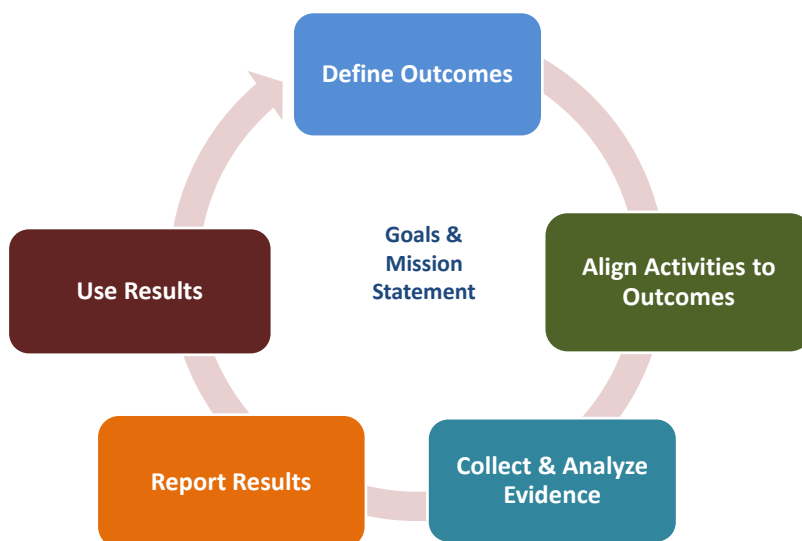 Define Outcomes
Goals &
Mission
Statement
Align Activities to
Outcomes
Use Results
Collect & Analyze
Evidence
Report Results